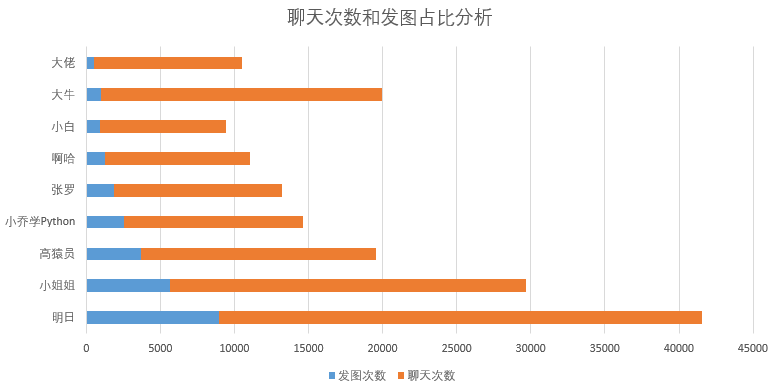 聊天次数和发图占比分析
大佬
大牛
小白
啊哈
张罗
小乔学Python
高猿员
小姐姐
明日
0 5000 10000 15000 20000 25000 30000 35000 40000 45000
发图次数 聊天次数